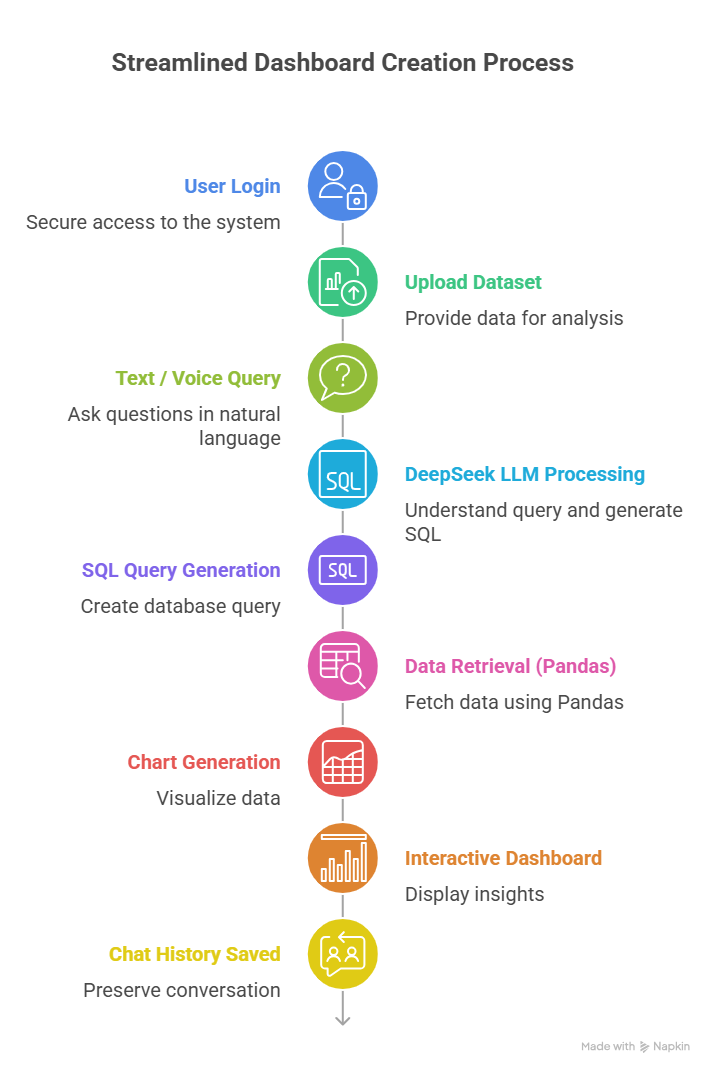 Streamlined Dashboard Creation Process
User Login
Secure access to the system
Upload Dataset
Provide data for analysis
Text / Voice Query
?
Ask questions in natural
language
SQL
DeepSeek LLM Processing
Understand query and generate
SQL
SQL
SQL Query Generation
Create database query
Data Retrieval (Pandas)
Fetch data using Pandas
Chart Generation
Visualize data
Interactive Dashboard
Display insights
Chat History Saved
Preserve conversation
Made with Napkin